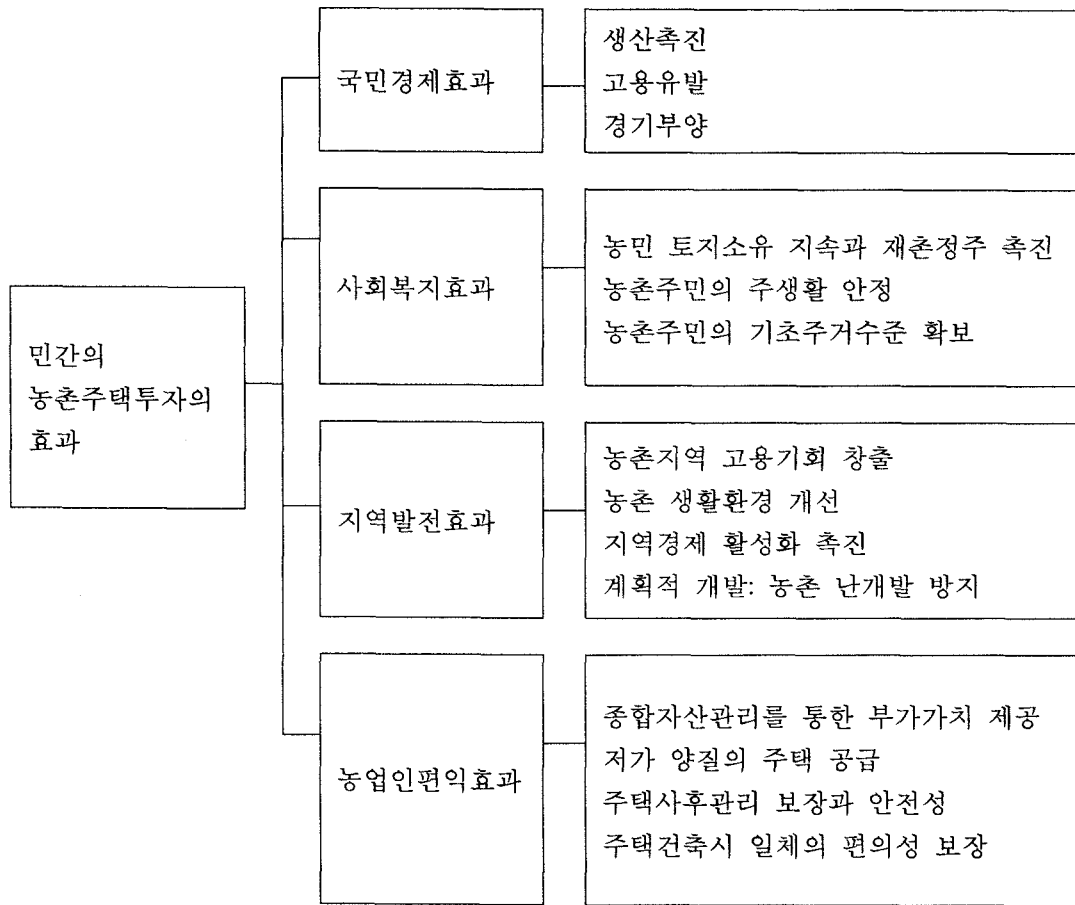 민간의
농촌주택투자의
효과
국민경제효과
생산촉진
고용유발
경기부양
사회복지효과
농민 토지소유 지속과 재촌정주 촉진
농촌주민의 주생활 안정
농촌주민의 기초주거수준 확보
지역발전효과
농촌지역 고용기회 창출
농촌 생활환경 개선
지역경제 활성화 촉진
계획적 개발: 농촌 난개발 방지
농업인편익효과
종합자산관리를 통한 부가가치 제공
저가 양질의 주택 공급
주택사후관리 보장과 안전성
주택건축시 일체의 편의성 보장